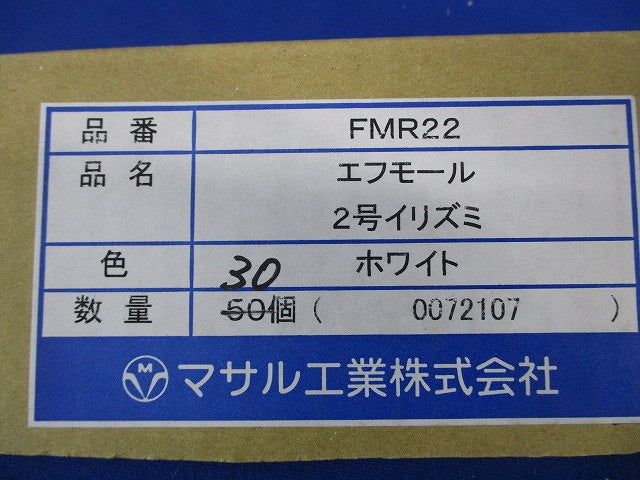 品番 FMR22
品名 エフモール
2号イリズミ
色 ホワイト
30
数量 50個( 0072107 )
M マサル工業株式会社